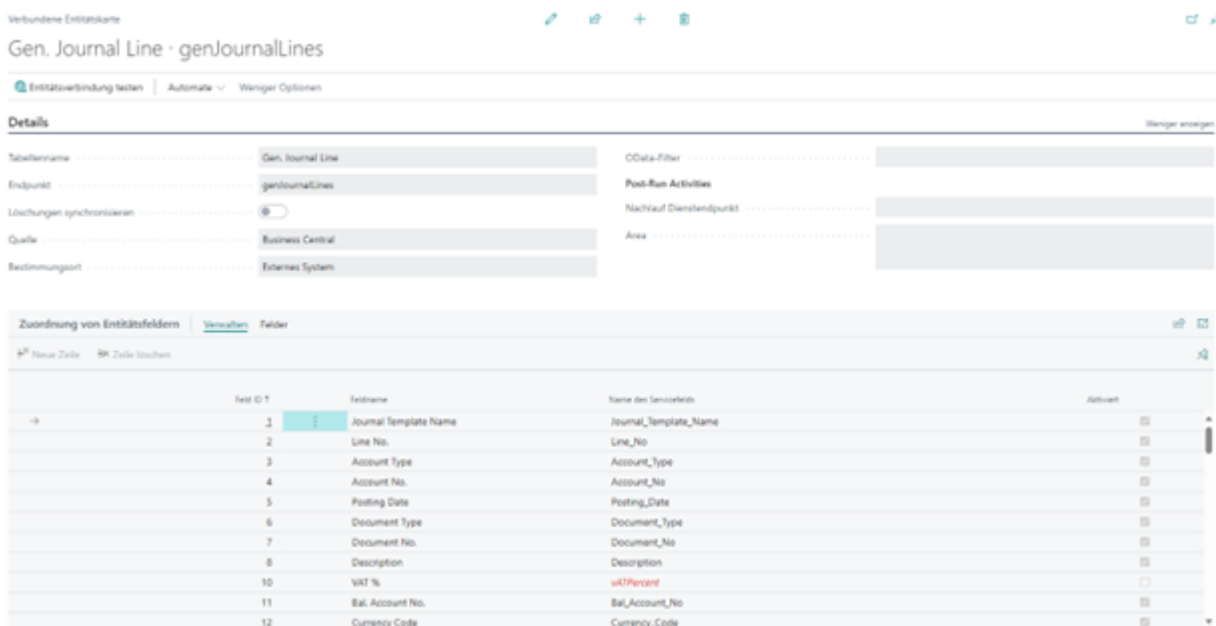 Verbundene Entitätskarte
Gen. Journal Line · genJournalLines
Entitätsverbindung testen Automate Weniger Optionen
Details Weniger anzeigen
Tabellenname Gen. Journal Line OData-Filter
Endpunkt genJournalLines Post-Run Activities
Löschungen synchronisieren Nachlauf Dienstendpunkt
Quelle Business Central Area
Bestimmungsort Externes System
Zuordnung von Entitätsfeldern Verwalten Felder
Neue Zeile Zeile löschen
Feld ID ↑ Feldname Name des Servicefelds Aktiviert
→ 1 Journal Template Name Journal_Template_Name
2 Line No. Line_No
3 Account Type Account_Type
4 Account No. Account_No
5 Posting Date Posting_Date
6 Document Type Document_Type
7 Document No. Document_No
8 Description Description
10 VAT % vATPercent
11 Bal. Account No. Bal_Account_No
12 Currency Code Currency_Code